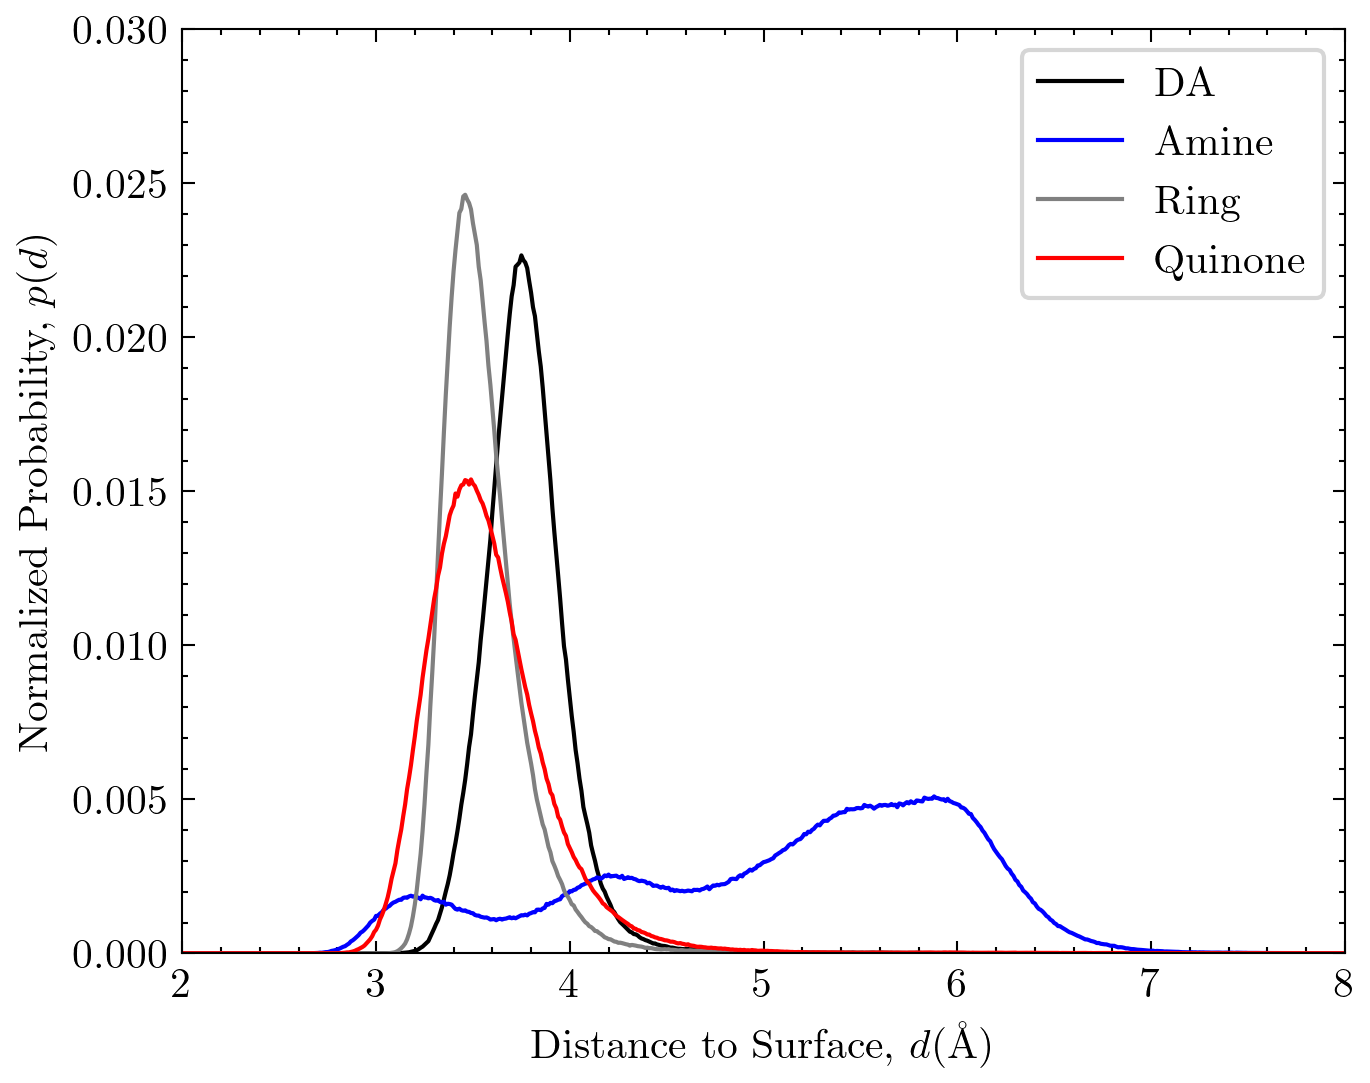 0.030
0.025
0.020
0.015
0.010
0.005
0.000
Normalized Probability, p(d)
DA
Amine
Ring
Quinone
2 3 4 5 6 7 8
Distance to Surface, d(Å)